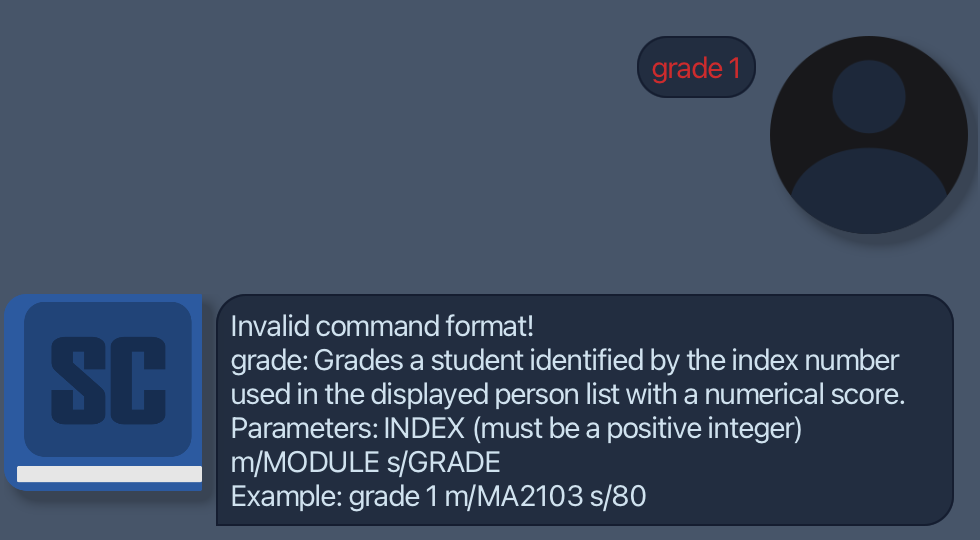 grade 1
SC
Invalid command format!
grade: Grades a student identified by the index number
used in the displayed person list with a numerical score.
Parameters: INDEX (must be a positive integer)
m/MODULE s/GRADE
Example: grade 1 m/MA2103 s/80